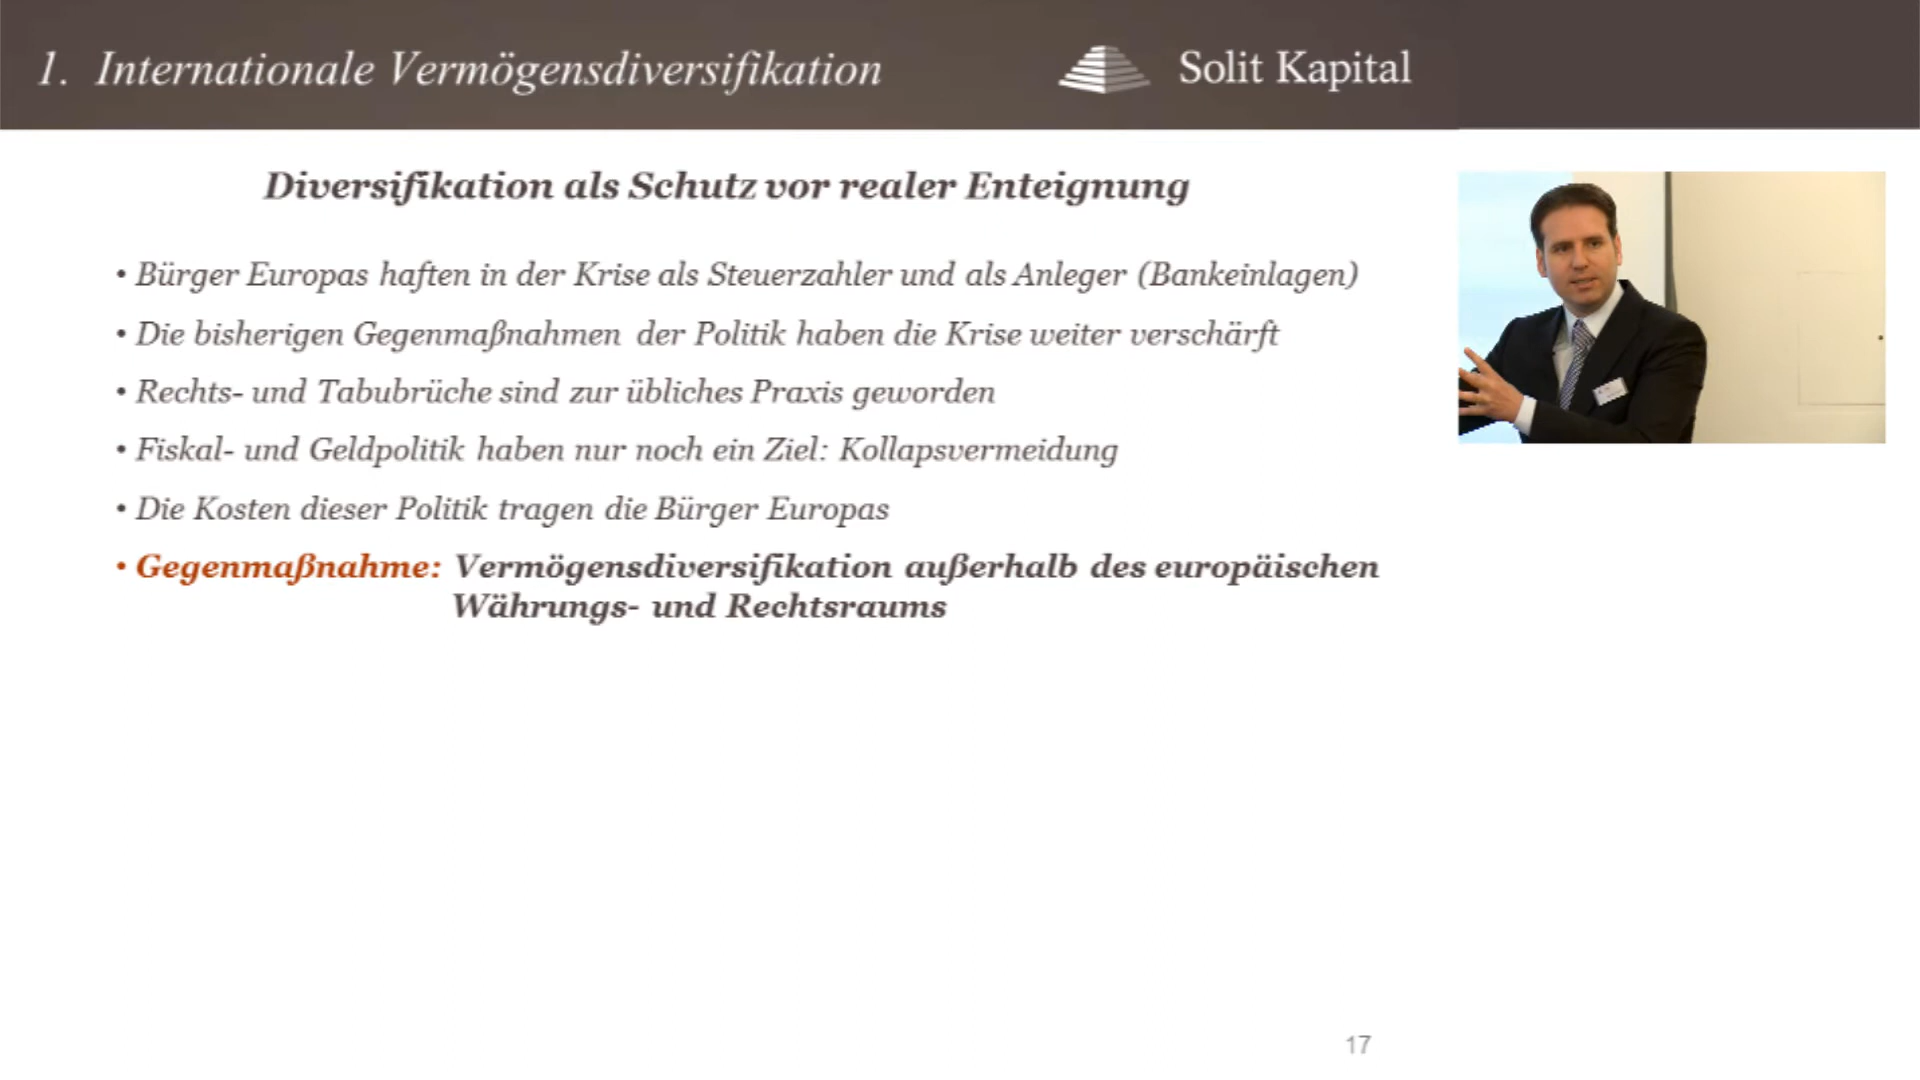 1. Internationale Vermögensdiversifikation
Solit Kapital
Diversifikation als Schutz vor realer Enteignung
• Bürger Europas haften in der Krise als Steuerzahler und als Anleger (Bankeinlagen)
• Die bisherigen Gegenmaßnahmen der Politik haben die Krise weiter verschärft
• Rechts- und Tabubrüche sind zur übliches Praxis geworden
• Fiskal- und Geldpolitik haben nur noch ein Ziel: Kollapsvermeidung
• Die Kosten dieser Politik tragen die Bürger Europas
• Gegenmaßnahme: Vermögensdiversifikation außerhalb des europäischen
Währungs- und Rechtsraums
17